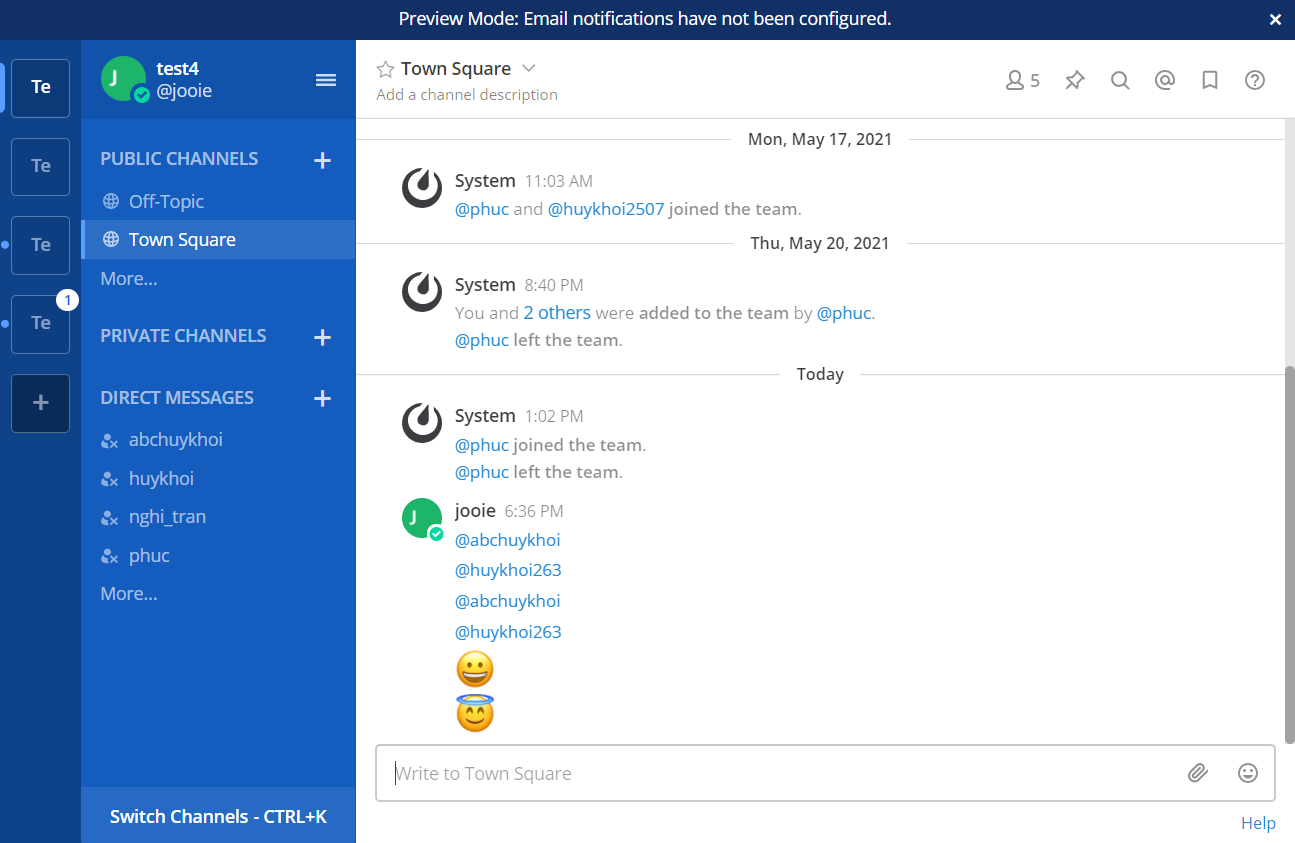 Preview Mode: Email notifications have not been configured.
Te
Te
Te
Te
1
J
test4
@jooie
PUBLIC CHANNELS
Off-Topic
Town Square
More...
PRIVATE CHANNELS
DIRECT MESSAGES
abchuykhoi
huykhoi
nghi_tran
phuc
More...
Switch Channels - CTRL+K
Town Square
Add a channel description
5
Mon, May 17, 2021
System 11:03 AM
@phuc and @huykhoi2507 joined the team.
Thu, May 20, 2021
System 8:40 PM
You and 2 others were added to the team by @phuc.
@phuc left the team.
Today
System 1:02 PM
@phuc joined the team.
@phuc left the team.
J
jooie 6:36 PM
@abchuykhoi
@huykhoi263
@abchuykhoi
@huykhoi263
Write to Town Square
Help